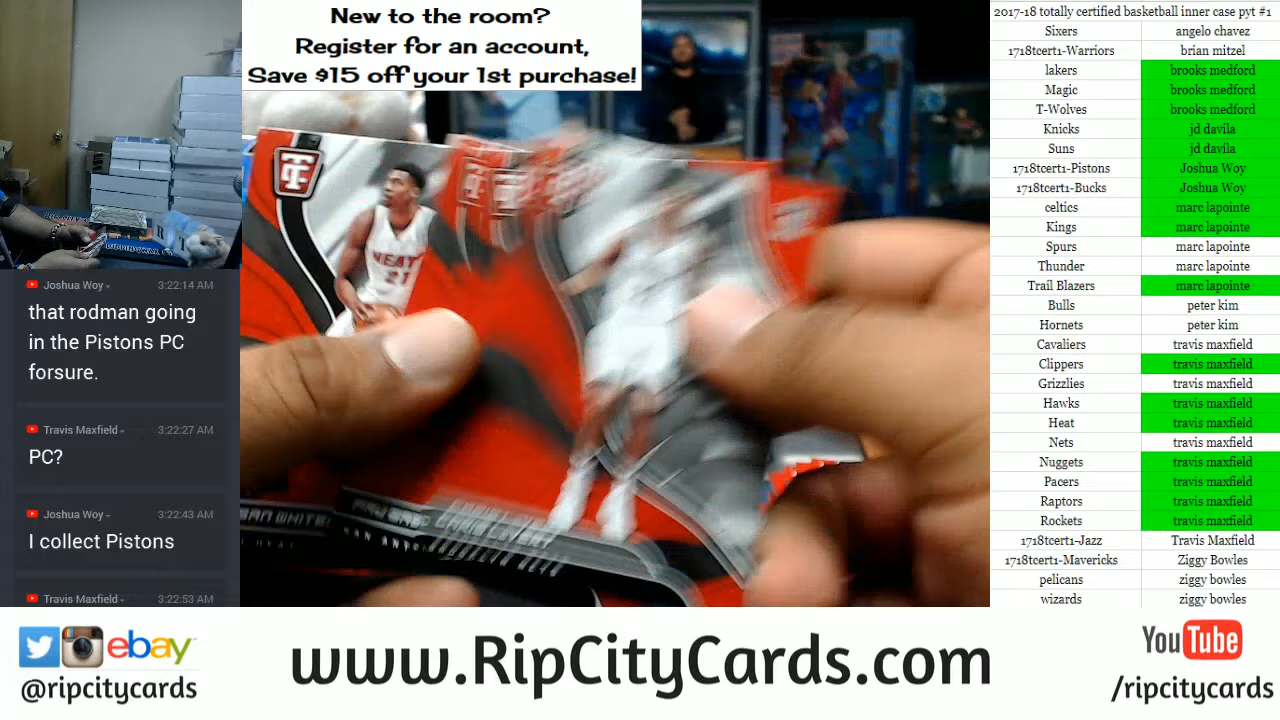 New to the room?
Register for an account,
Save $15 off your 1st purchase!
2017-18 totally certified basketball inner case pyt #1
Sixers angelo chavez
1718tcert1-Warriors brian mitzel
lakers brooks medford
Magic brooks medford
T-Wolves brooks medford
Knicks jd davila
Suns jd davila
1718tcert1-Pistons Joshua Woy
1718tcert1-Bucks Joshua Woy
celtics marc lapointe
Kings marc lapointe
Spurs marc lapointe
Thunder marc lapointe
Trail Blazers marc lapointe
Bulls peter kim
Hornets peter kim
Cavaliers travis maxfield
Clippers travis maxfield
Grizzlies travis maxfield
Hawks travis maxfield
Heat travis maxfield
Nets travis maxfield
Nuggets travis maxfield
Pacers travis maxfield
Raptors travis maxfield
Rockets travis maxfield
1718tcert1-Jazz Travis Maxfield
1718tcert1-Mavericks Ziggy Bowles
pelicans ziggy bowles
wizards ziggy bowles
Joshua Woy 3:22:14 AM
that rodman going
in the Pistons PC
forsure.
Travis Maxfield 3:22:27 AM
PC?
Joshua Woy 3:22:43 AM
I collect Pistons
Travis Maxfield 3:22:53 AM
TC
HEAT
21
WHITE
SAN ANTO
ebay
@ripcitycards
www.RipCityCards.com
YouTube
/ripcitycards